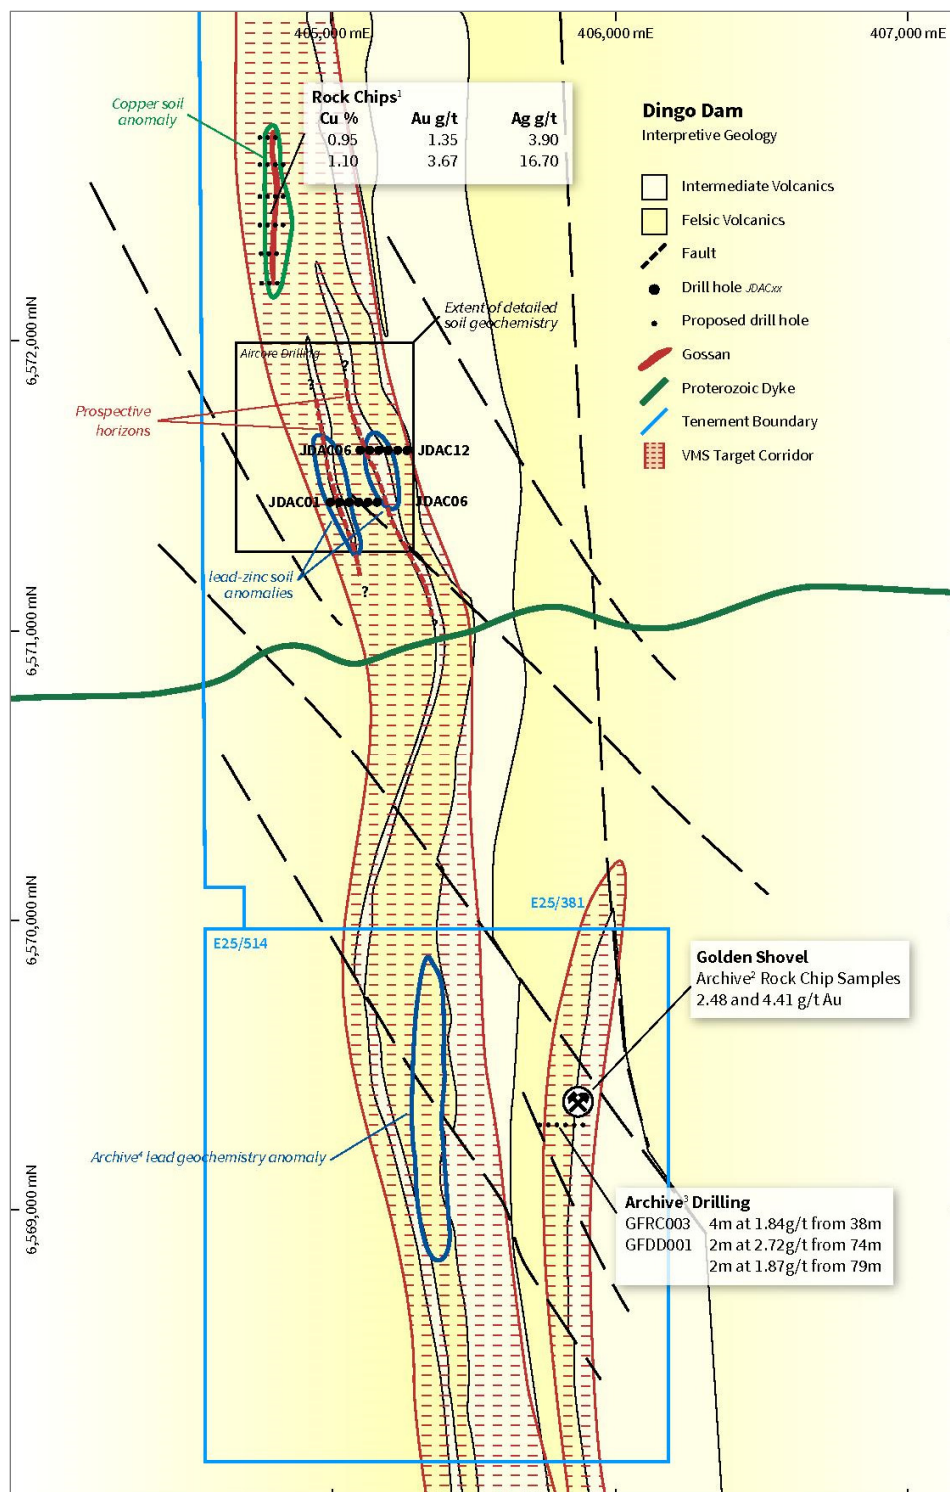 405,000 mE
406,000 mE
407,000 mE
Copper soil
anomaly
Rock Chips¹
Cu % Au g/t Ag g/t
0.95 1.35 3.90
1.10 3.67 16.70
Dingo Dam
Interpretive Geology
Intermediate Volcanics
Felsic Volcanics
Fault
Drill hole JDACxx
Proposed drill hole
Gossan
Proterozoic Dyke
Tenement Boundary
VMS Target Corridor
6,572,000 mN
Extent of detailed
soil geochemistry
Aircore Drilling
?
?
Prospective
horizons
JDAC06
JDAC12
JDAC01
JDAC06
lead-zinc soil
anomalies
?
?
6,571,000 mN
6,570,000 mN
E25/381
E25/514
Golden Shovel
Archive² Rock Chip Samples
2.48 and 4.41 g/t Au
Archive⁴ lead geochemistry anomaly
6,569,000 mN
Archive³ Drilling
GFRC003 4m at 1.84g/t from 38m
GFDD001 2m at 2.72g/t from 74m
2m at 1.87g/t from 79m